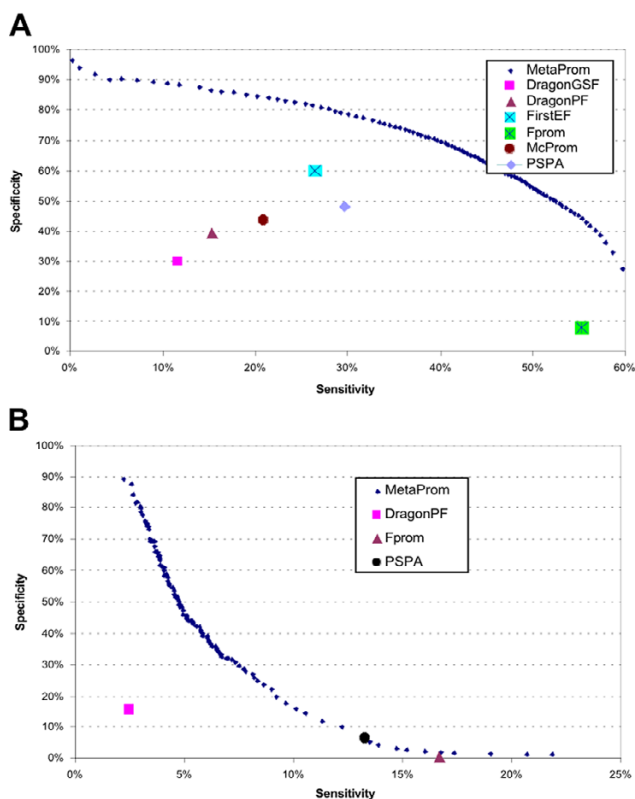 A
100%
90%
80%
70%
60%
50%
40%
30%
20%
10%
0%
Specificcity
MetaProm
DragonGSF
DragonPF
FirstEF
Fprom
McProm
PSPA
0% 10% 20% 30% 40% 50% 60%
Sensitivity
B
100%
90%
80%
70%
60%
50%
40%
30%
20%
10%
0%
Specificity
MetaProm
DragonPF
Fprom
PSPA
0% 5% 10% 15% 20% 25%
Sensitivity